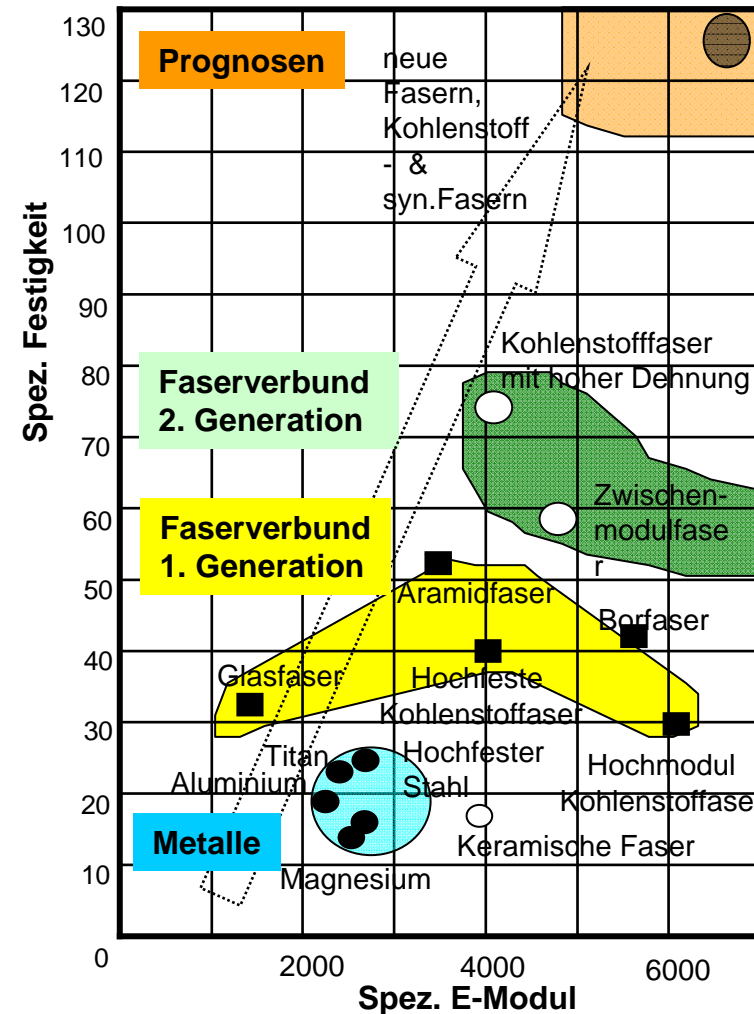 130
120
110
100
90
80
70
60
50
40
30
20
10
0
Spez. Festigkeit
Prognosen
neue
Fasern,
Kohlenstoff
- &
syn.Fasern
Faserverbund
2. Generation
Kohlenstofffaser
mit hoher Dehnung
Zwischen-
modulfase
r
Faserverbund
1. Generation
Aramidfaser
Borfaser
Glasfaser
Hochfeste
Kohlenstoffaser
Titan
Hochfester
Stahl
Aluminium
Hochmodul
Kohlenstoffase
Metalle
Keramische Faser
Magnesium
2000
4000
6000
Spez. E-Modul